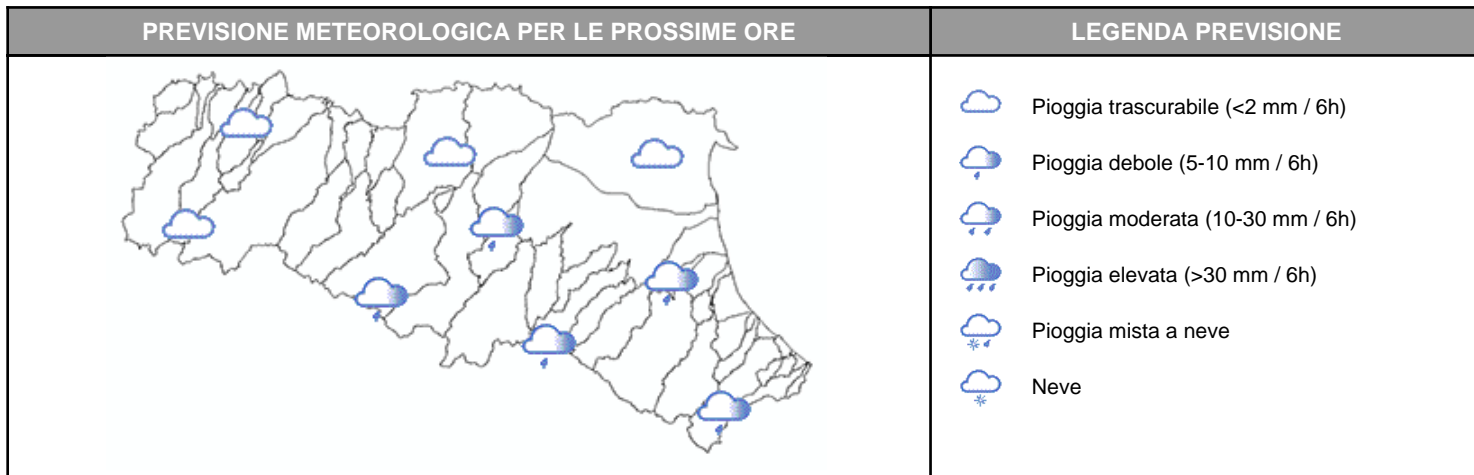 PREVISIONE METEOROLOGICA PER LE PROSSIME ORE
LEGENDA PREVISIONE
Pioggia trascurabile (<2 mm / 6h)
Pioggia debole (5-10 mm / 6h)
Pioggia moderata (10-30 mm / 6h)
Pioggia elevata (>30 mm / 6h)
Pioggia mista a neve
Neve